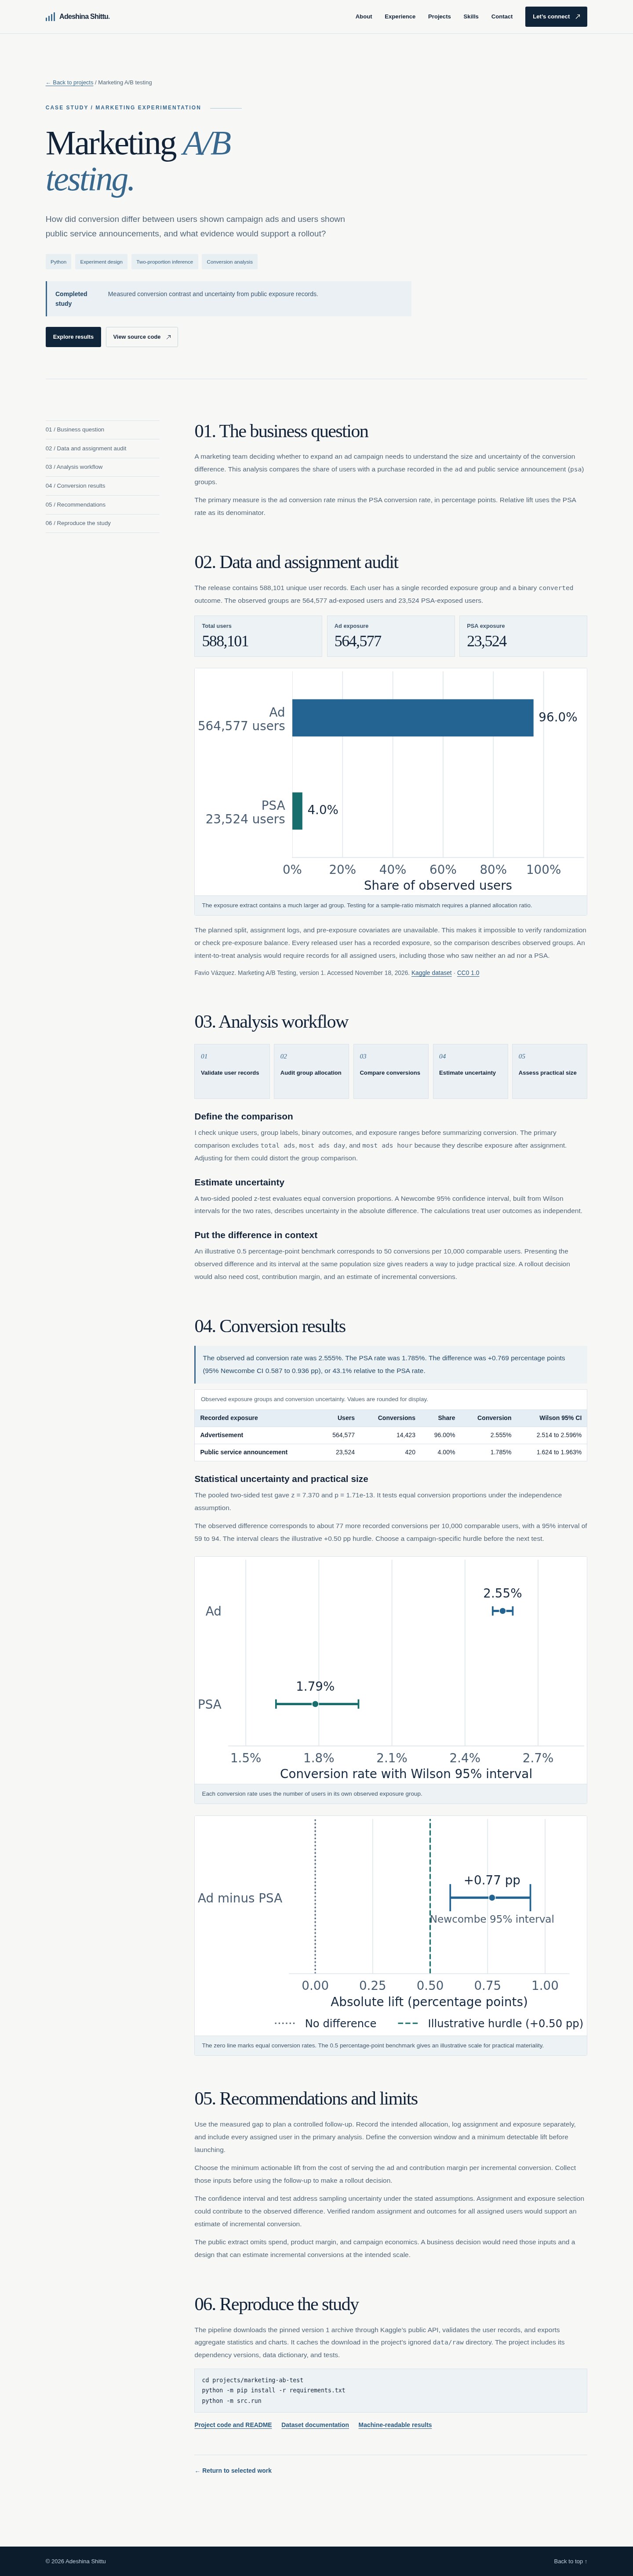 Adeshina Shittu.
About
Experience
Projects
Skills
Contact
Let's connect ↗
← Back to projects / Marketing A/B testing
CASE STUDY / MARKETING EXPERIMENTATION
Marketing A/B
testing.
How did conversion differ between users shown campaign ads and users shown
public service announcements, and what evidence would support a rollout?
Python
Experiment design
Two-proportion inference
Conversion analysis
Completed
study
Measured conversion contrast and uncertainty from public exposure records.
Explore results
View source code ↗
01 / Business question
02 / Data and assignment audit
03 / Analysis workflow
04 / Conversion results
05 / Recommendations
06 / Reproduce the study
01. The business question
A marketing team deciding whether to expand an ad campaign needs to understand the size and uncertainty of the conversion
difference. This analysis compares the share of users with a purchase recorded in the ad and public service announcement (psa)
groups.
The primary measure is the ad conversion rate minus the PSA conversion rate, in percentage points. Relative lift uses the PSA
rate as its denominator.
02. Data and assignment audit
The release contains 588,101 unique user records. Each user has a single recorded exposure group and a binary converted
outcome. The observed groups are 564,577 ad-exposed users and 23,524 PSA-exposed users.
Total users
588,101
Ad exposure
564,577
PSA exposure
23,524
Ad
564,577 users
96.0%
PSA
23,524 users
4.0%
0% 20% 40% 60% 80% 100%
Share of observed users
The exposure extract contains a much larger ad group. Testing for a sample-ratio mismatch requires a planned allocation ratio.
The planned split, assignment logs, and pre-exposure covariates are unavailable. This makes it impossible to verify randomization
or check pre-exposure balance. Every released user has a recorded exposure, so the comparison describes observed groups. An
intent-to-treat analysis would require records for all assigned users, including those who saw neither an ad nor a PSA.
Favio Vázquez. Marketing A/B Testing, version 1. Accessed November 18, 2026. Kaggle dataset · CC0 1.0
03. Analysis workflow
01
Validate user records
02
Audit group allocation
03
Compare conversions
04
Estimate uncertainty
05
Assess practical size
Define the comparison
I check unique users, group labels, binary outcomes, and exposure ranges before summarizing conversion. The primary
comparison excludes total ads, most ads day, and most ads hour because they describe exposure after assignment.
Adjusting for them could distort the group comparison.
Estimate uncertainty
A two-sided pooled z-test evaluates equal conversion proportions. A Newcombe 95% confidence interval, built from Wilson
intervals for the two rates, describes uncertainty in the absolute difference. The calculations treat user outcomes as independent.
Put the difference in context
An illustrative 0.5 percentage-point benchmark corresponds to 50 conversions per 10,000 comparable users. Presenting the
observed difference and its interval at the same population size gives readers a way to judge practical size. A rollout decision
would also need cost, contribution margin, and an estimate of incremental conversions.
04. Conversion results
The observed ad conversion rate was 2.555%. The PSA rate was 1.785%. The difference was +0.769 percentage points
(95% Newcombe CI 0.587 to 0.936 pp), or 43.1% relative to the PSA rate.
Observed exposure groups and conversion uncertainty. Values are rounded for display.
Recorded exposure Users Conversions Share Conversion Wilson 95% CI
Advertisement 564,577 14,423 96.00% 2.555% 2.514 to 2.596%
Public service announcement 23,524 420 4.00% 1.785% 1.624 to 1.963%
Statistical uncertainty and practical size
The pooled two-sided test gave z = 7.370 and p = 1.71e-13. It tests equal conversion proportions under the independence
assumption.
The observed difference corresponds to about 77 more recorded conversions per 10,000 comparable users, with a 95% interval of
59 to 94. The interval clears the illustrative +0.50 pp hurdle. Choose a campaign-specific hurdle before the next test.
2.55%
Ad
1.79%
PSA
1.5% 1.8% 2.1% 2.4% 2.7%
Conversion rate with Wilson 95% interval
Each conversion rate uses the number of users in its own observed exposure group.
+0.77 pp
Ad minus PSA
Newcombe 95% interval
0.00 0.25 0.50 0.75 1.00
Absolute lift (percentage points)
No difference
Illustrative hurdle (+0.50 pp)
The zero line marks equal conversion rates. The 0.5 percentage-point benchmark gives an illustrative scale for practical materiality.
05. Recommendations and limits
Use the measured gap to plan a controlled follow-up. Record the intended allocation, log assignment and exposure separately,
and include every assigned user in the primary analysis. Define the conversion window and a minimum detectable lift before
launching.
Choose the minimum actionable lift from the cost of serving the ad and contribution margin per incremental conversion. Collect
those inputs before using the follow-up to make a rollout decision.
The confidence interval and test address sampling uncertainty under the stated assumptions. Assignment and exposure selection
could contribute to the observed difference. Verified random assignment and outcomes for all assigned users would support an
estimate of incremental conversion.
The public extract omits spend, product margin, and campaign economics. A business decision would need those inputs and a
design that can estimate incremental conversions at the intended scale.
06. Reproduce the study
The pipeline downloads the pinned version 1 archive through Kaggle's public API, validates the user records, and exports
aggregate statistics and charts. It caches the download in the project's ignored data/raw directory. The project includes its
dependency versions, data dictionary, and tests.
cd projects/marketing-ab-test
python -m pip install -r requirements.txt
python -m src.run
Project code and README
Dataset documentation
Machine-readable results
← Return to selected work
© 2026 Adeshina Shittu
Back to top ↑